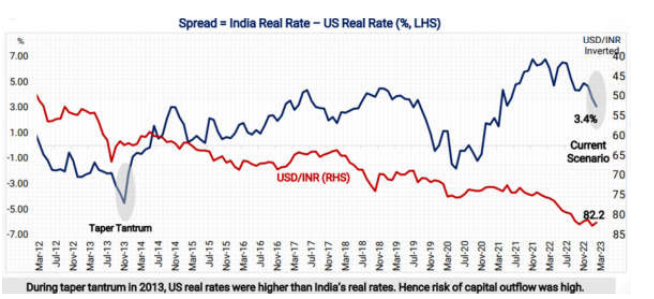 Spread = India Real Rate – US Real Rate (%, LHS)
%
USD/INR
Inverted
7.00
5.00
3.00
1.00
-1.00
-3.00
-5.00
-7.00
40
45
50
55
60
65
70
75
80
85
3.4%
Current
Scenario
USD/INR (RHS)
82.2
Taper Tantrum
Mar-12
Jul-12
Nov-12
Mar-13
Jul-13
Nov-13
Mar-14
Jul-14
Nov-14
Mar-15
Jul-15
Nov-15
Mar-16
Jul-16
Nov-16
Mar-17
Jul-17
Nov-17
Mar-18
Jul-18
Nov-18
Mar-19
Jul-19
Nov-19
Mar-20
Jul-20
Nov-20
Mar-21
Jul-21
Nov-21
Mar-22
Jul-22
Nov-22
Mar-23
During taper tantrum in 2013, US real rates were higher than India's real rates. Hence risk of capital outflow was high.